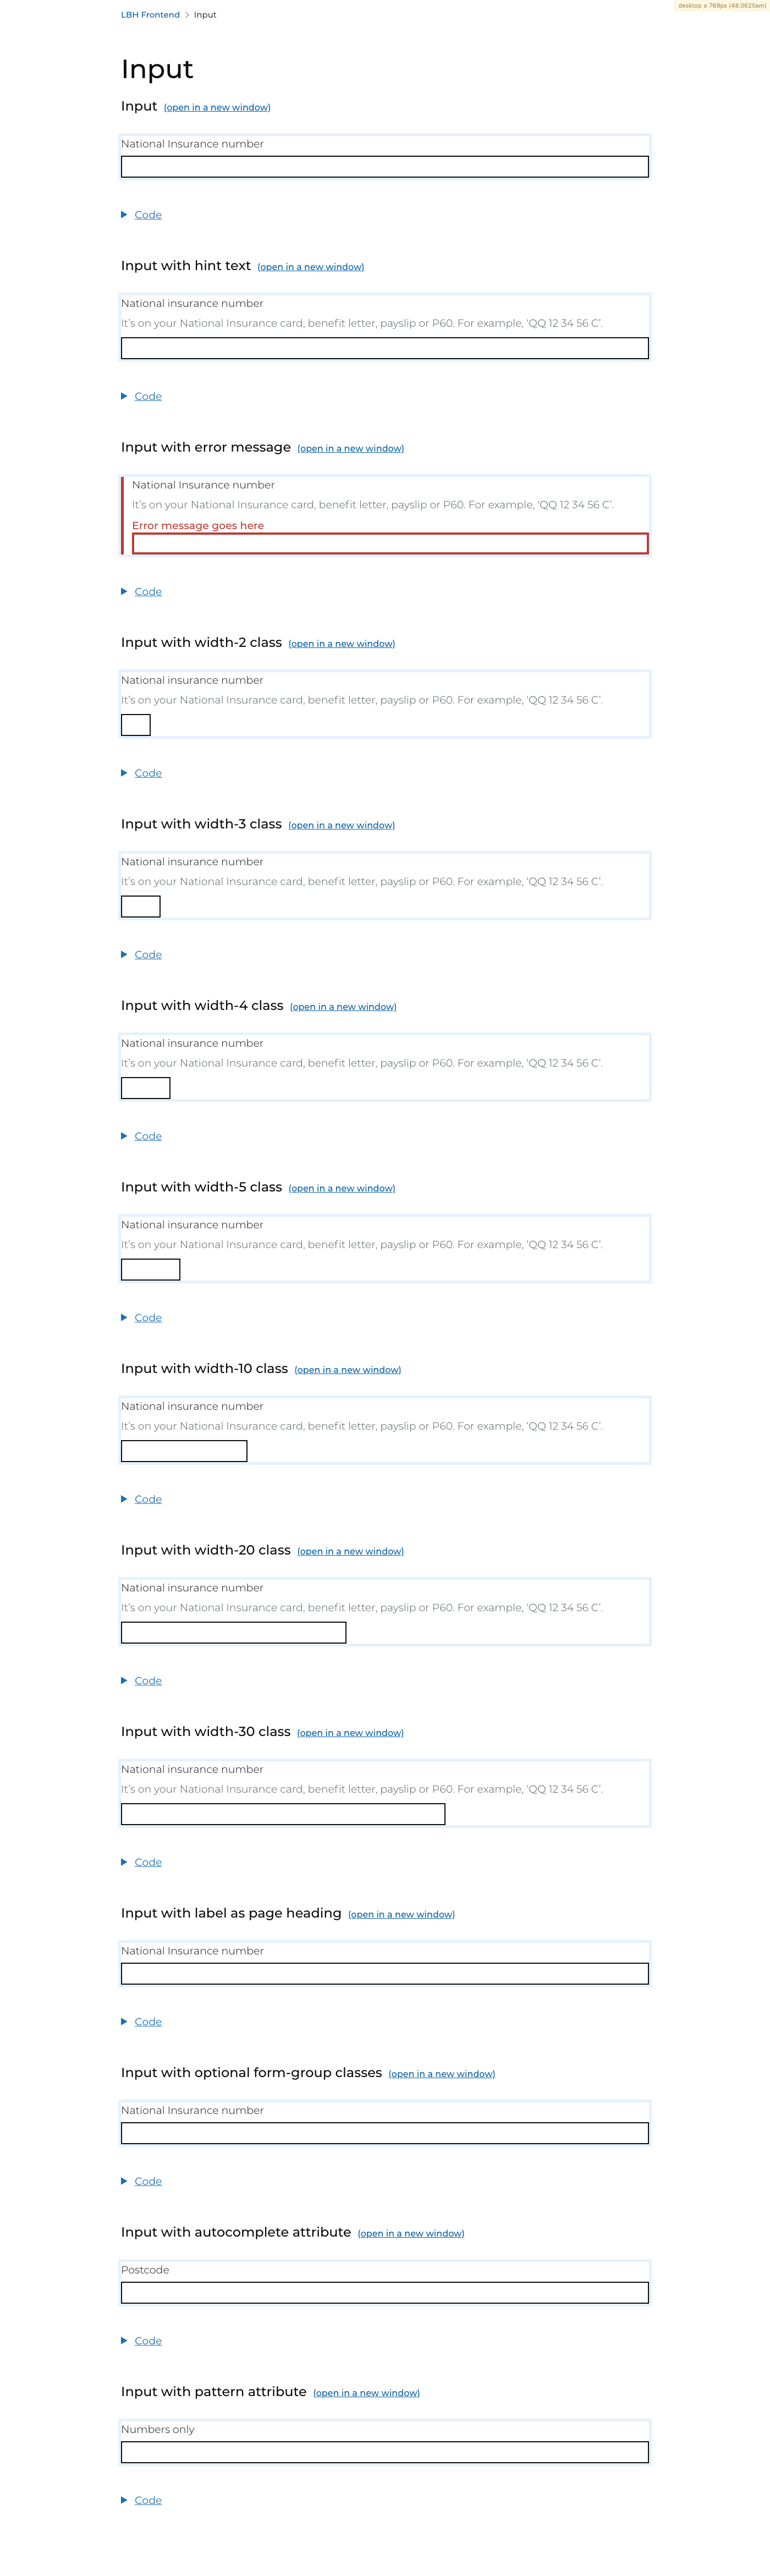 LBH Frontend > Input
desktop ≥ 769px (48.0625em)
Input
Input (open in a new window)
National Insurance number
Code
Input with hint text (open in a new window)
National insurance number
It’s on your National Insurance card, benefit letter, payslip or P60. For example, ‘QQ 12 34 56 C’.
Code
Input with error message (open in a new window)
National Insurance number
It’s on your National Insurance card, benefit letter, payslip or P60. For example, ‘QQ 12 34 56 C’.
Error message goes here
Code
Input with width-2 class (open in a new window)
National insurance number
It’s on your National Insurance card, benefit letter, payslip or P60. For example, ‘QQ 12 34 56 C’.
Code
Input with width-3 class (open in a new window)
National insurance number
It’s on your National Insurance card, benefit letter, payslip or P60. For example, ‘QQ 12 34 56 C’.
Code
Input with width-4 class (open in a new window)
National insurance number
It’s on your National Insurance card, benefit letter, payslip or P60. For example, ‘QQ 12 34 56 C’.
Code
Input with width-5 class (open in a new window)
National insurance number
It’s on your National Insurance card, benefit letter, payslip or P60. For example, ‘QQ 12 34 56 C’.
Code
Input with width-10 class (open in a new window)
National insurance number
It’s on your National Insurance card, benefit letter, payslip or P60. For example, ‘QQ 12 34 56 C’.
Code
Input with width-20 class (open in a new window)
National insurance number
It’s on your National Insurance card, benefit letter, payslip or P60. For example, ‘QQ 12 34 56 C’.
Code
Input with width-30 class (open in a new window)
National insurance number
It’s on your National Insurance card, benefit letter, payslip or P60. For example, ‘QQ 12 34 56 C’.
Code
Input with label as page heading (open in a new window)
National Insurance number
Code
Input with optional form-group classes (open in a new window)
National Insurance number
Code
Input with autocomplete attribute (open in a new window)
Postcode
Code
Input with pattern attribute (open in a new window)
Numbers only
Code